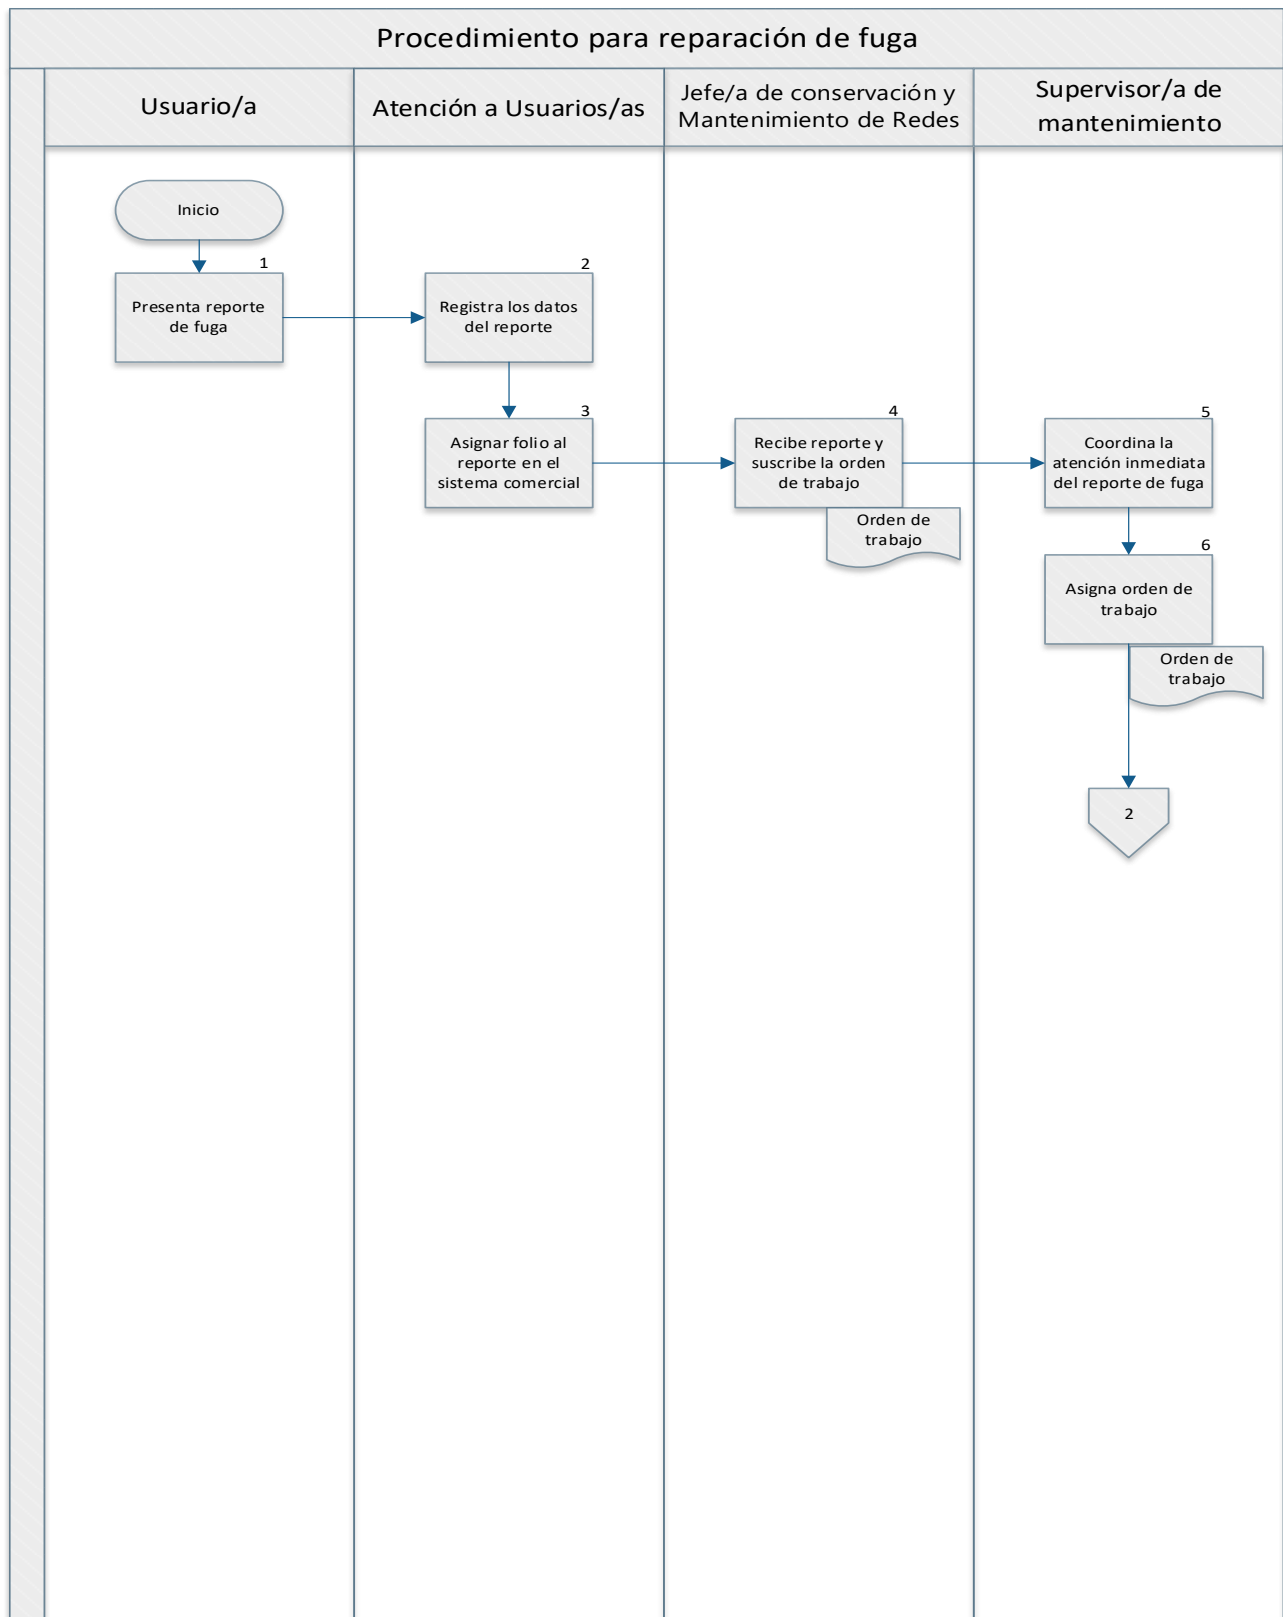 Procedimiento para reparación de fuga
Usuario/a
Atención a Usuarios/as
Jefe/a de conservación y
Mantenimiento de Redes
Supervisor/a de
mantenimiento
Inicio
1
Presenta reporte
de fuga
2
Registra los datos
del reporte
3
Asignar folio al
reporte en el
sistema comercial
4
Recibe reporte y
suscribe la orden
de trabajo
Orden de
trabajo
5
Coordina la
atención inmediata
del reporte de fuga
6
Asigna orden de
trabajo
Orden de
trabajo
2